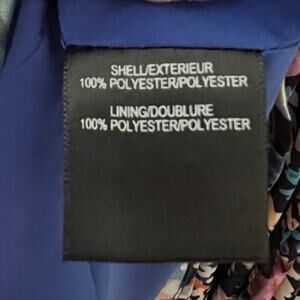 SHELL/EXTERIEUR
100% POLYESTER/POLYESTER
LINING/DOUBLURE
100% POLYESTER/POLYESTER